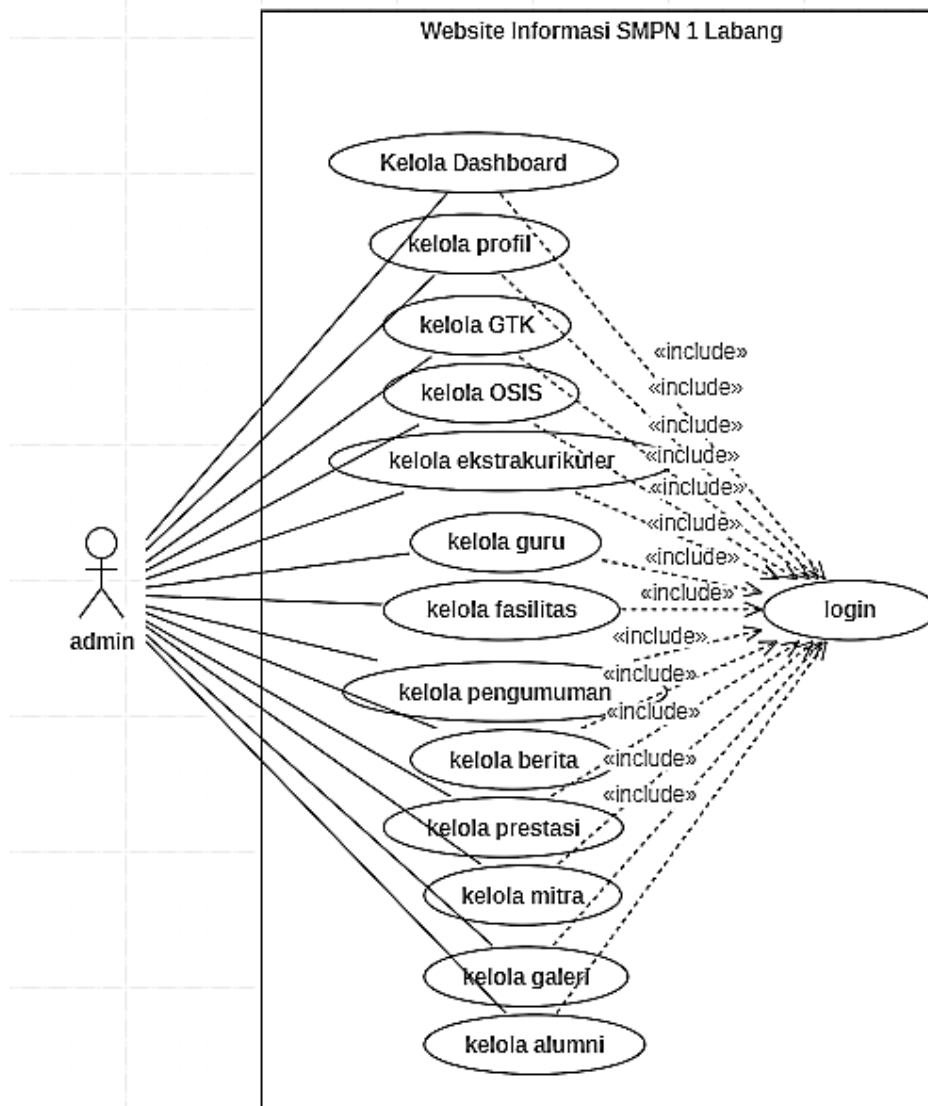 Website Informasi SMPN 1 Labang
Kelola Dashboard
kelola profil
kelola GTK
«include»
«include»
kelola OSIS
«include»
kelola ekstrakurikuler
«include»
«include»
«include»
kelola guru
«include»
«include»
kelola fasilitas
login
admin
«include»
«include»
kelola pengumuman
«include»
kelola berita
«include»
«include»
kelola prestasi
kelola mitra
kelola galeri
kelola alumni